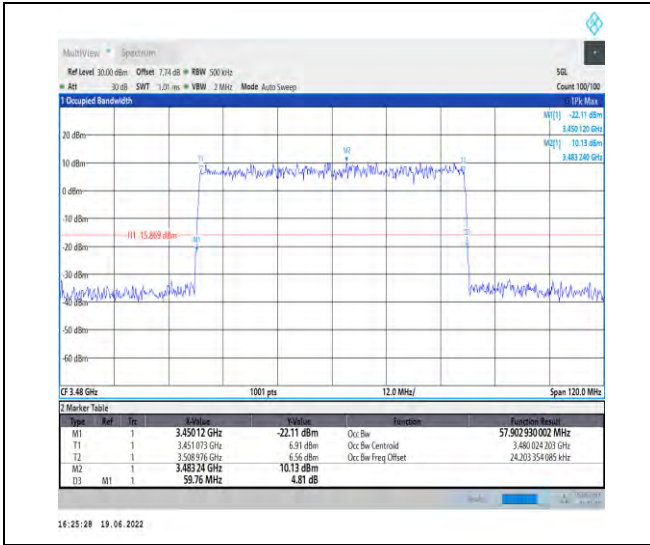 MultiView Spectrum
Ref Level 30.00 dBm Offset 7.74 dB RBW 500 kHz SGL
Att 30 dB SWT 1.01 ms VBW 2 MHz Mode Auto Sweep Count 100/100
1 Occupied Bandwidth 1Pk Max
M1[1] -22.11 dBm
3.450 120 GHz
M2[1] 10.13 dBm
3.483 240 GHz
20 dBm
M2
10 dBm
T1
0 dBm
-10 dBm
H1 -15.869 dBm
M1
-20 dBm
-30 dBm
-40 dBm
-50 dBm
-60 dBm
CF 3.48 GHz 1001 pts 12.0 MHz/ Span 120.0 MHz
2 Marker Table
Type Ref Trc X-Value Y-Value Function Function Result
M1 1 3.45012 GHz -22.11 dBm Occ Bw 57.902 930 002 MHz
T1 1 3.451073 GHz 6.91 dBm Occ Bw Centroid 3.480 024 203 GHz
T2 1 3.508976 GHz 6.56 dBm Occ Bw Freq Offset 24.203 354 085 kHz
M2 1 3.48324 GHz 10.13 dBm
D3 M1 1 59.76 MHz 4.81 dB
16:25:28 19.06.2022